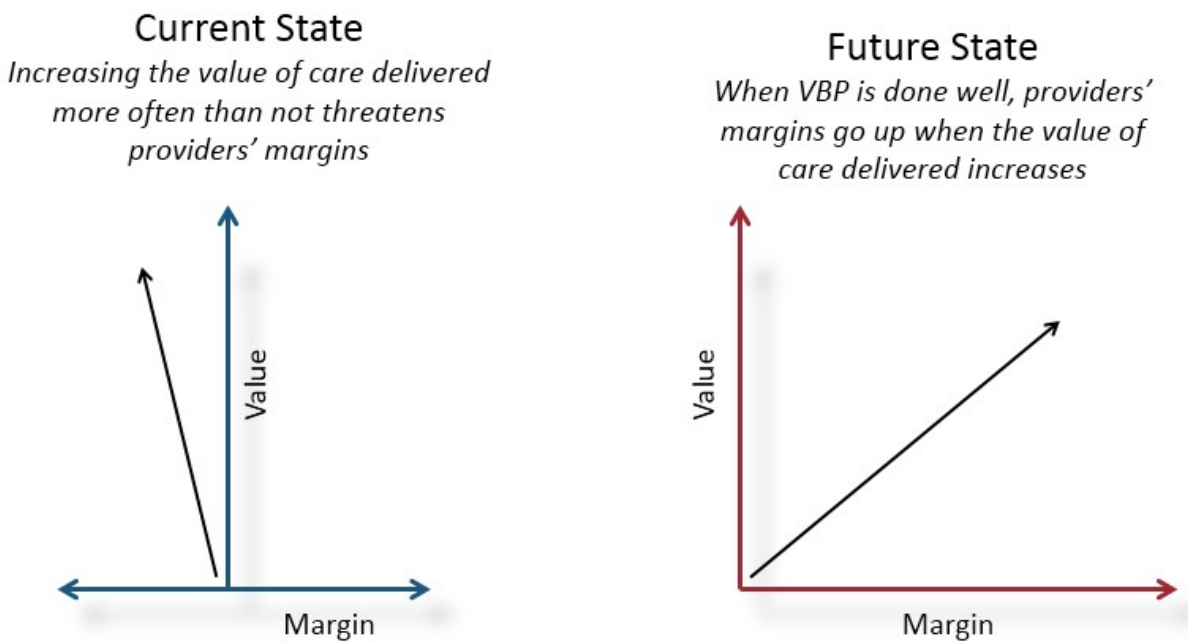 Current State
Increasing the value of care delivered
more often than not threatens
providers’ margins
Value
Margin
Future State
When VBP is done well, providers’
margins go up when the value of
care delivered increases
Value
Margin